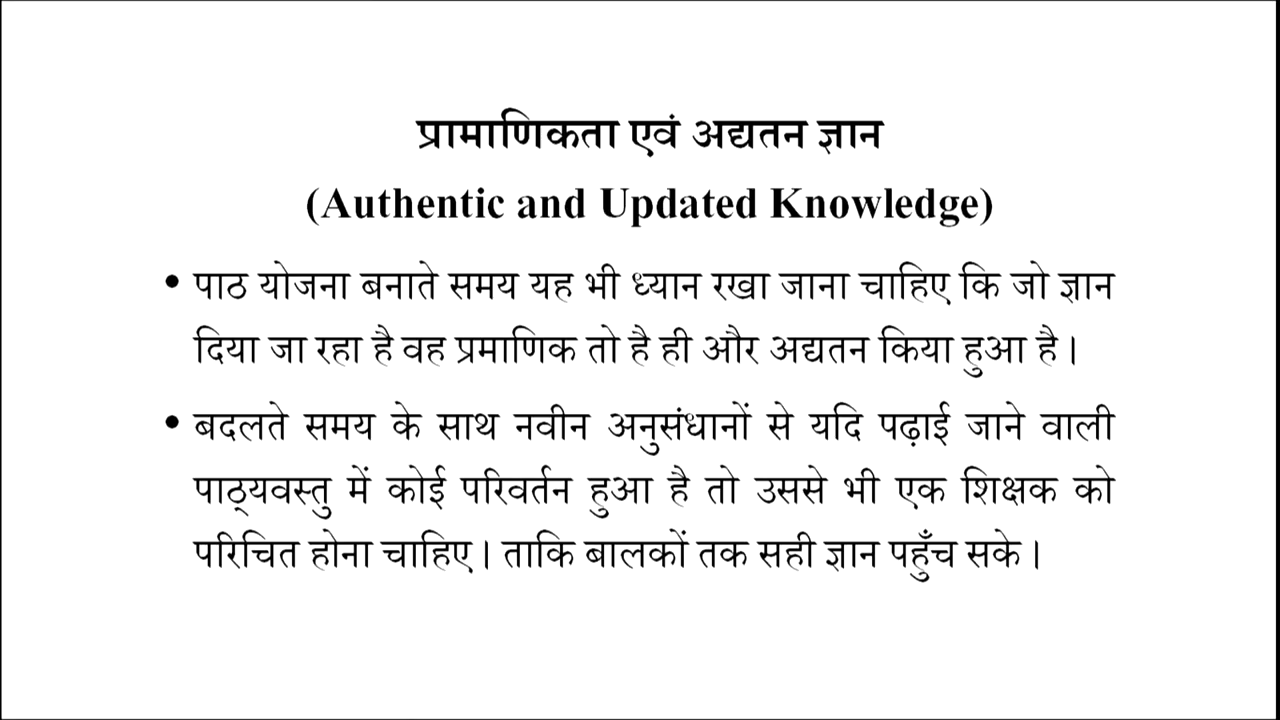 प्रामाणिकता एवं अद्यतन ज्ञान
(Authentic and Updated Knowledge)
• पाठ योजना बनाते समय यह भी ध्यान रखा जाना चाहिए कि जो ज्ञान
दिया जा रहा है वह प्रमाणिक तो है ही और अद्यतन किया हुआ है।
• बदलते समय के साथ नवीन अनुसंधानों से यदि पढ़ाई जाने वाली
पाठ्यवस्तु में कोई परिवर्तन हुआ है तो उससे भी एक शिक्षक को
परिचित होना चाहिए। ताकि बालकों तक सही ज्ञान पहुँच सके।